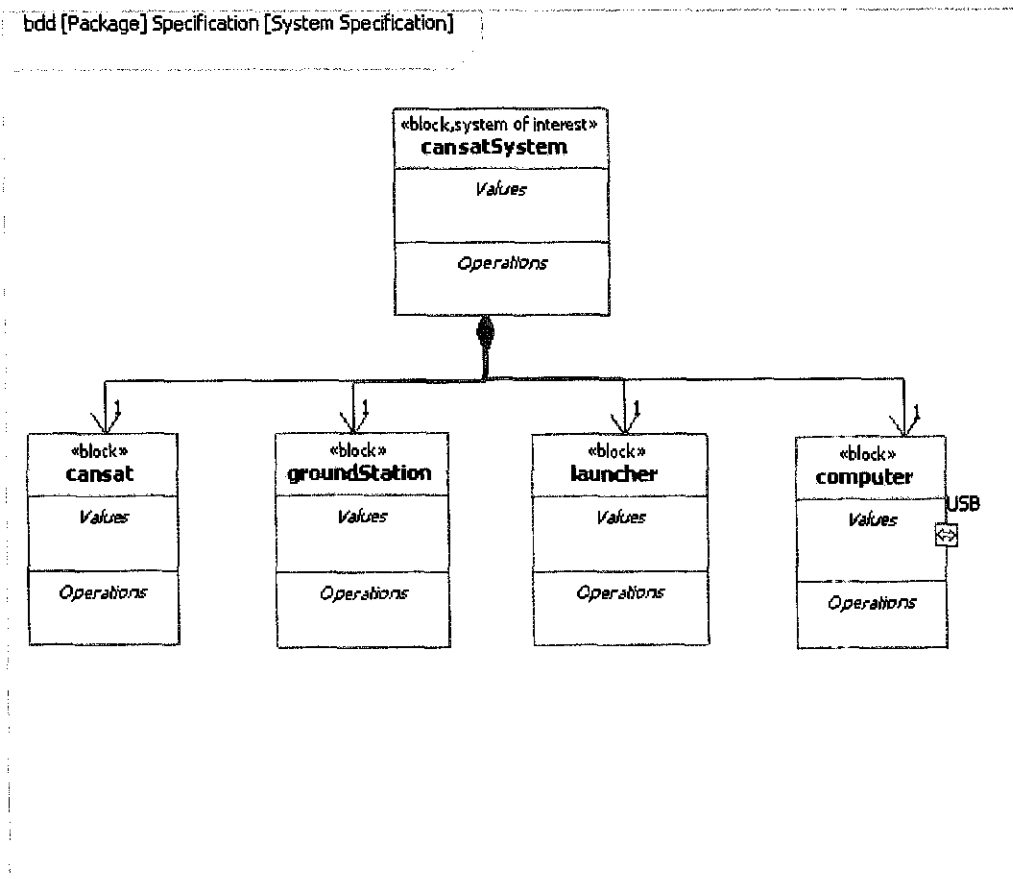 bdd [Package] Specification [System Specification]
«block,system of interest»
cansatSystem
Values
Operations
1
1
1
1
«block»
cansat
Values
Operations
«block»
groundStation
Values
Operations
«block»
launcher
Values
Operations
«block»
computer
Values
Operations
USB